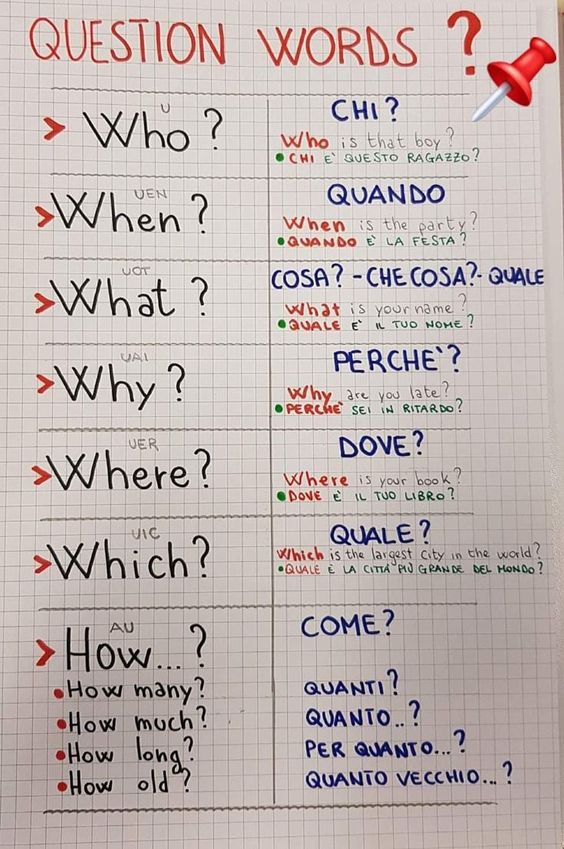 QUESTION WORDS ?
U
> Who ?
CHI ?
Who is that boy ?
• CHI E' QUESTO RAGAZZO ?
UEN
> When ?
QUANDO
When is the party ?
• QUANDO È LA FESTA ?
UOT
> What ?
COSA ? - CHE COSA ? - QUALE
What is your name ?
• QUALE E' IL TUO NOME ?
UAI
> Why ?
PERCHE' ?
Why are you late ?
• PERCHE' SEI IN RITARDO ?
UER
> Where ?
DOVE ?
Where is your book ?
• DOVE È IL TUO LIBRO ?
UIC
> Which ?
QUALE ?
Which is the largest city in the world ?
• QUALE È LA CITTÀ PIÙ GRANDE DEL MONDO ?
AU
> How... ?
COME ?
• How many ?
QUANTI ?
• How much ?
QUANTO.. ?
• How long ?
PER QUANTO... ?
• How old ?
QUANTO VECCHIO... ?